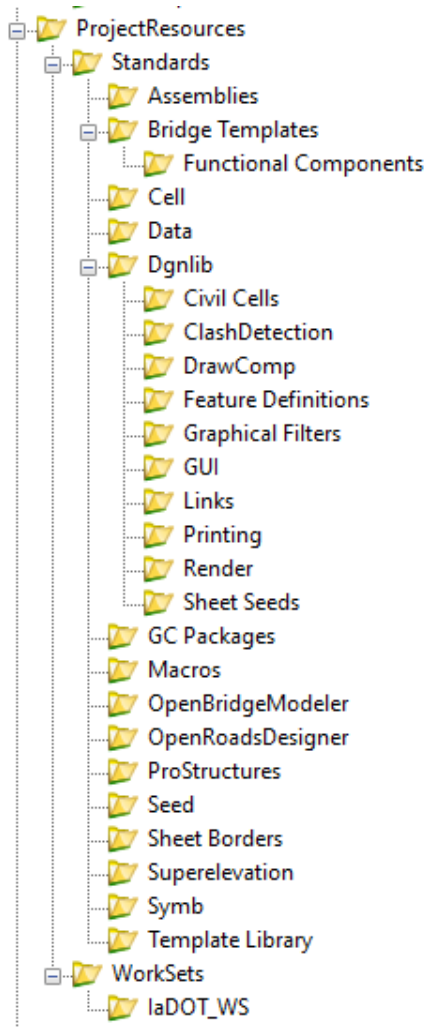 ProjectResources
Standards
Assemblies
Bridge Templates
Functional Components
Cell
Data
Dgnlib
Civil Cells
ClashDetection
DrawComp
Feature Definitions
Graphical Filters
GUI
Links
Printing
Render
Sheet Seeds
GC Packages
Macros
OpenBridgeModeler
OpenRoadsDesigner
ProStructures
Seed
Sheet Borders
Superelevation
Symb
Template Library
WorkSets
IaDOT_WS